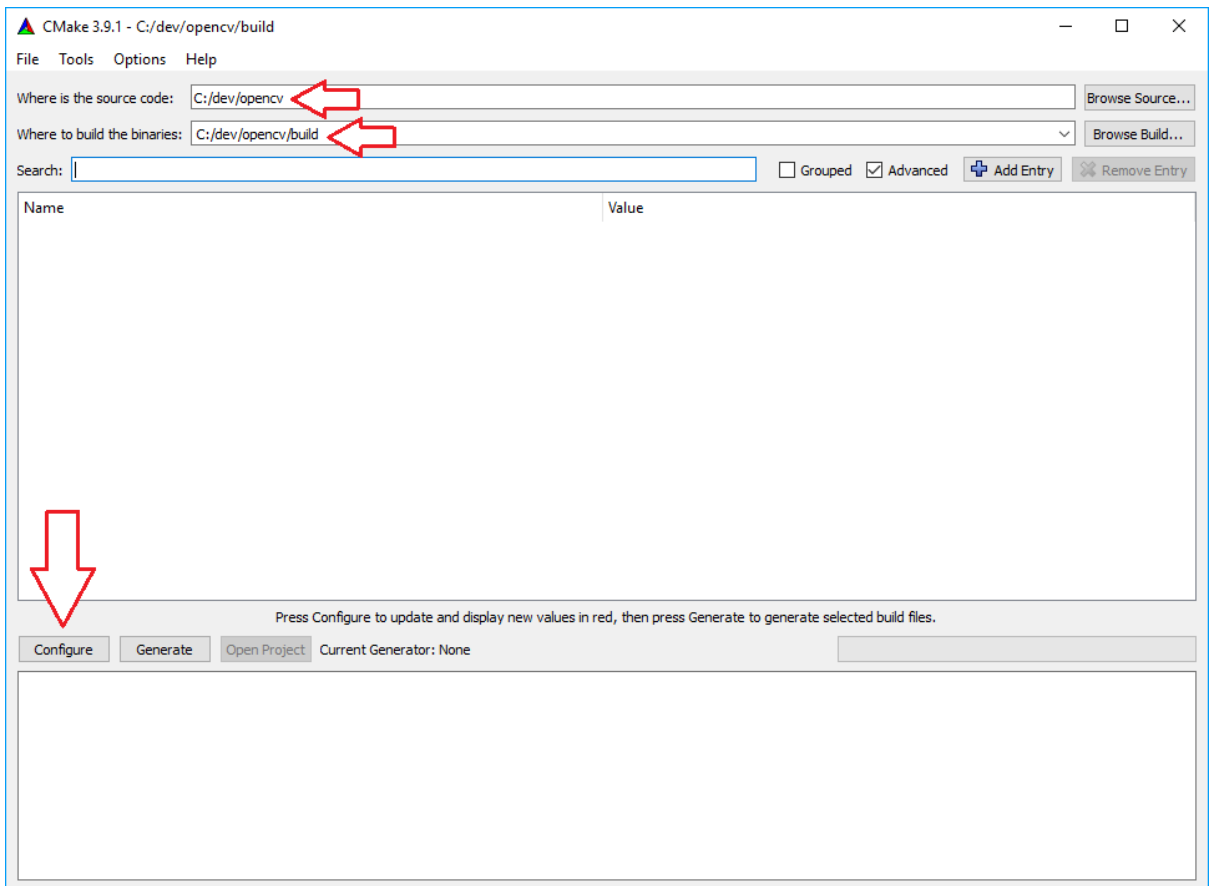 CMake 3.9.1 - C:/dev/opencv/build
File Tools Options Help
Where is the source code: C:/dev/opencv Browse Source...
Where to build the binaries: C:/dev/opencv/build Browse Build...
Search: Grouped Advanced Add Entry Remove Entry
Name Value
Press Configure to update and display new values in red, then press Generate to generate selected build files.
Configure Generate Open Project Current Generator: None